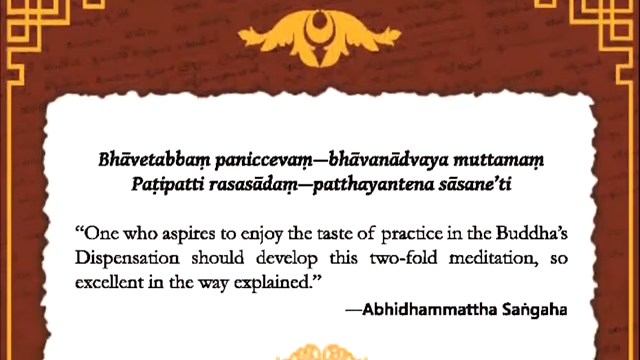 Bhāvetabbaṃ paniccevaṃ—bhāvanādvaya muttamaṃ
Paṭipatti rasasādaṃ—patthayantena sāsane’ti
“One who aspires to enjoy the taste of practice in the Buddha’s
Dispensation should develop this two-fold meditation, so
excellent in the way explained.”
—Abhidhammattha Saṅgaha